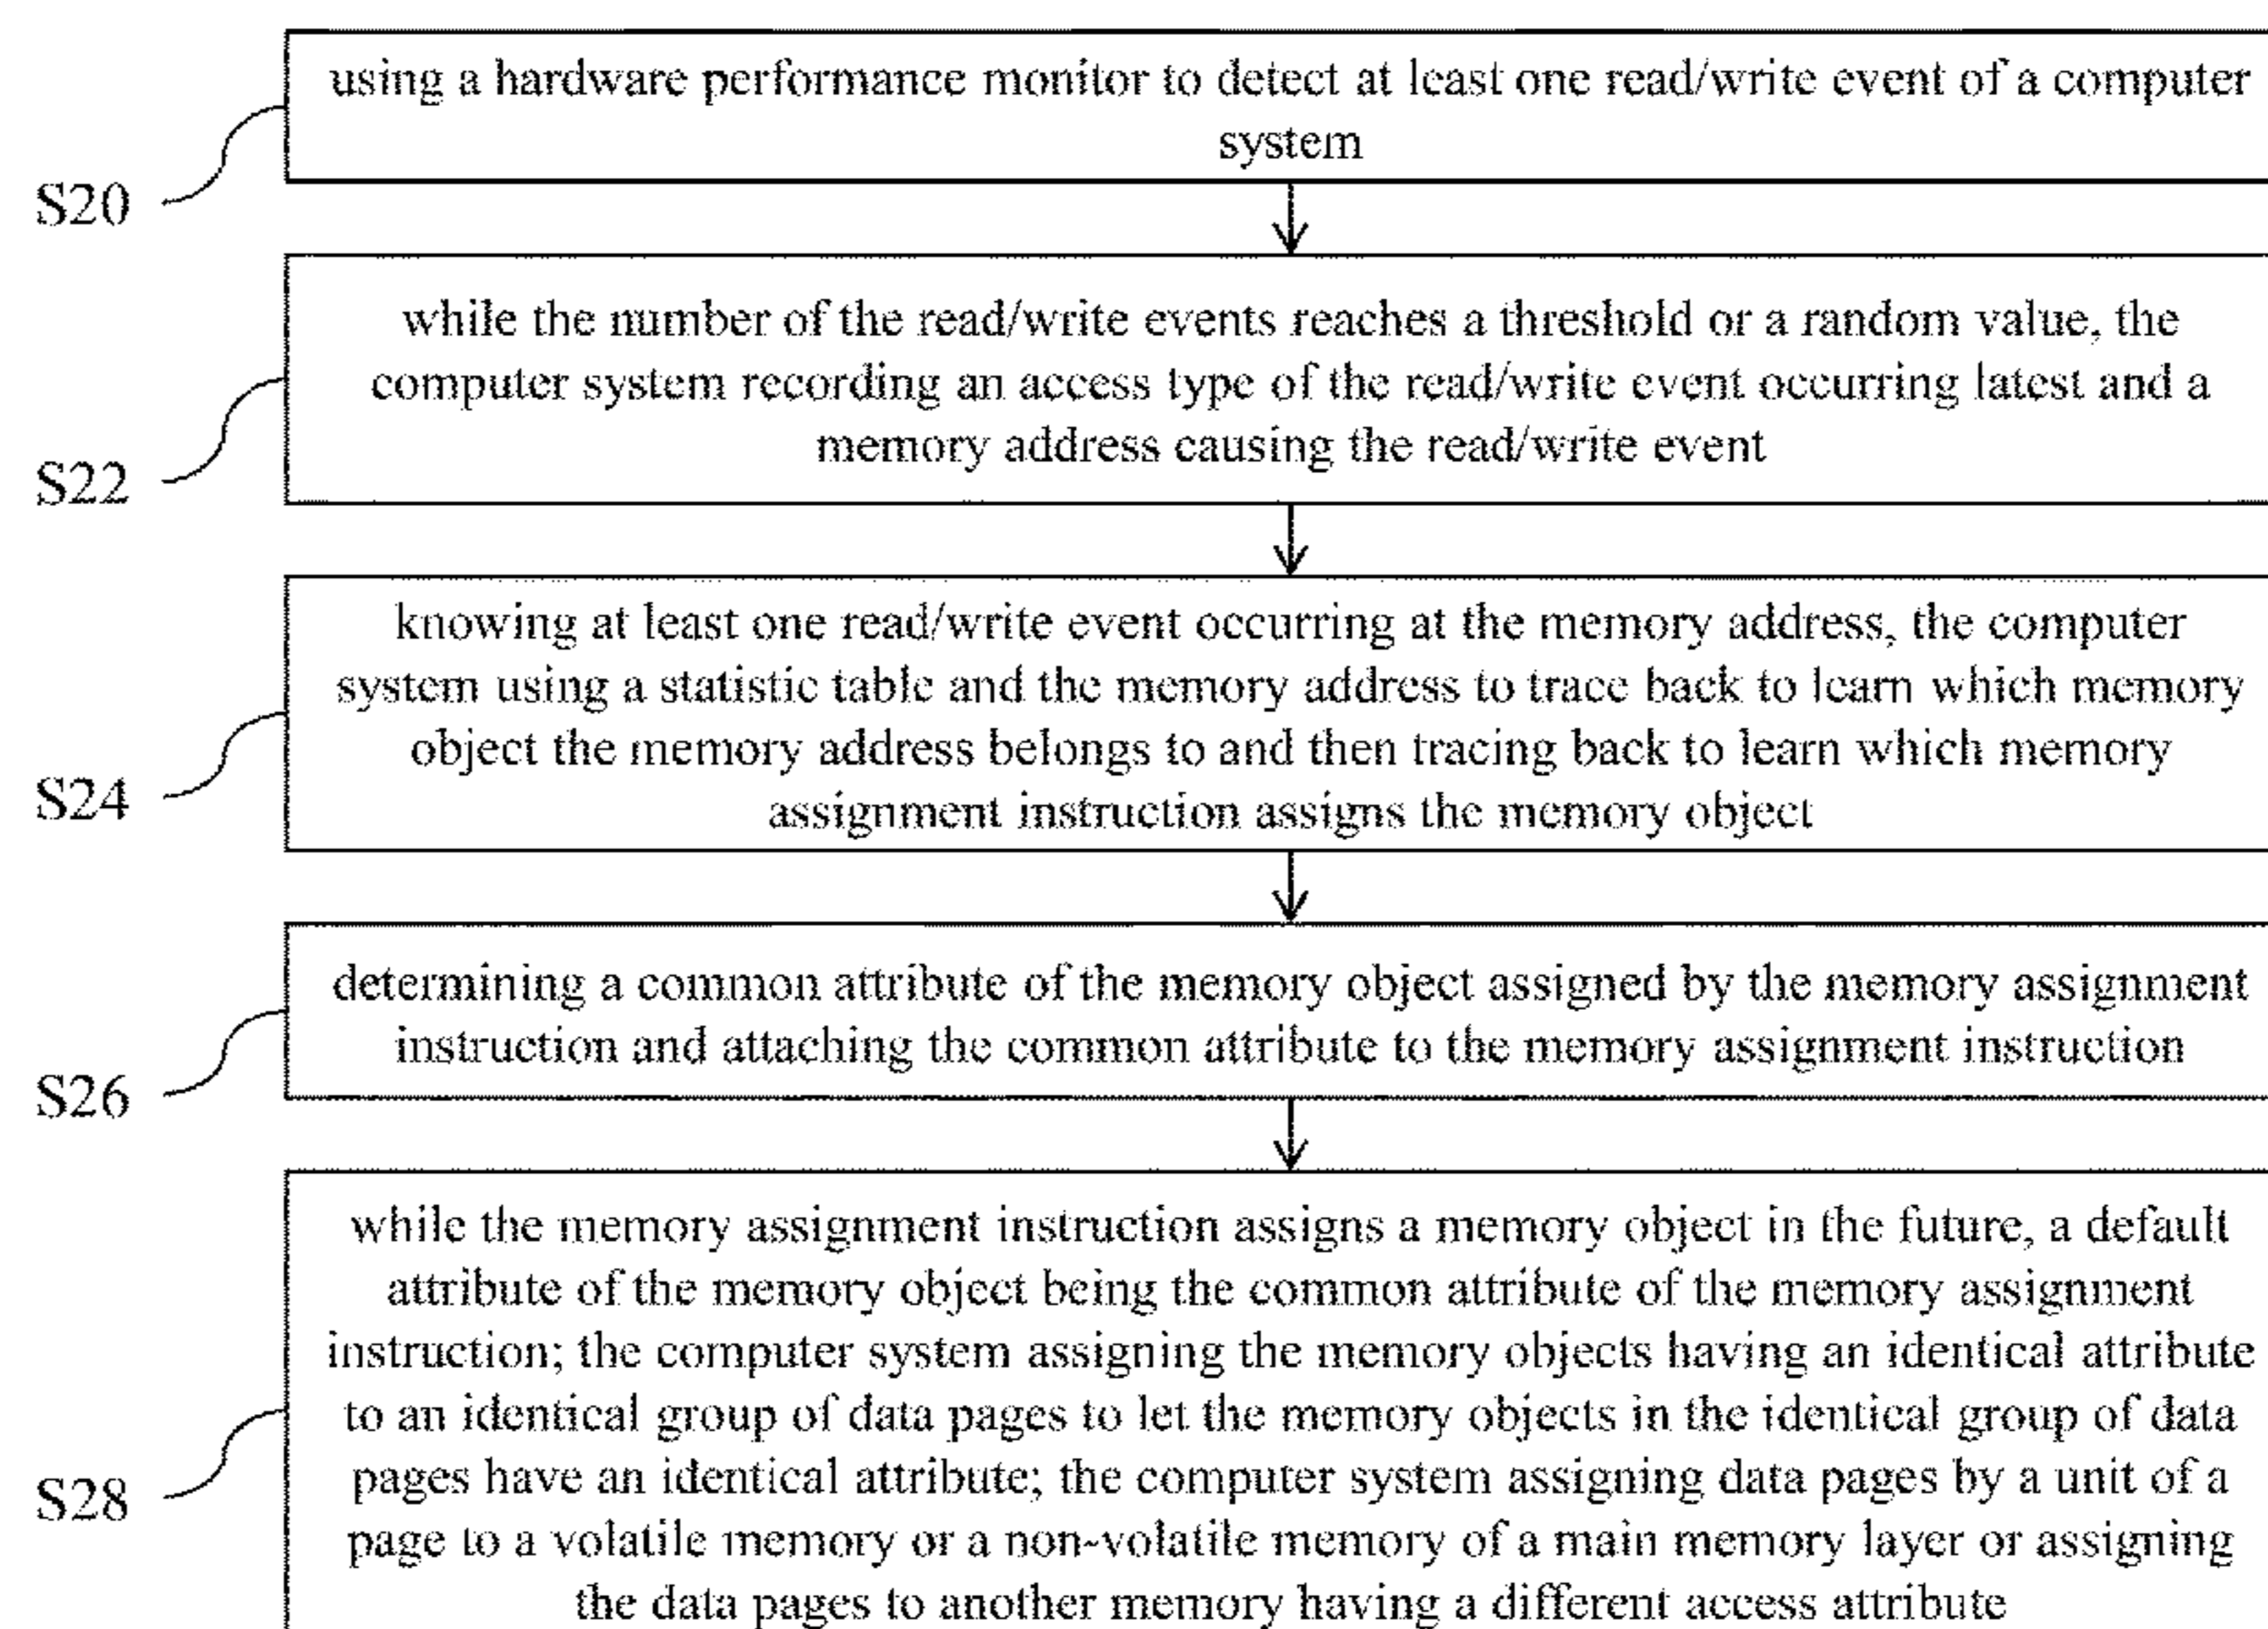 using a hardware performance monitor to detect at least one read/write event of a computer
system
S20
while the number of the read/write events reaches a threshold or a random value, the
computer system recording an access type of the read/write event occurring latest and a
memory address causing the read/write event
S22
knowing at least one read/write event occurring at the memory address, the computer
system using a statistic table and the memory address to trace back to learn which memory
object the memory address belongs to and then tracing back to learn which memory
assignment instruction assigns the memory object
S24
determining a common attribute of the memory object assigned by the memory assignment
instruction and attaching the common attribute to the memory assignment instruction
S26
while the memory assignment instruction assigns a memory object in the future, a default
attribute of the memory object being the common attribute of the memory assignment
instruction; the computer system assigning the memory objects having an identical attribute
to an identical group of data pages to let the memory objects in the identical group of data
pages have an identical attribute; the computer system assigning data pages by a unit of a
page to a volatile memory or a non-volatile memory of a main memory layer or assigning
the data pages to another memory having a different access attribute
S28